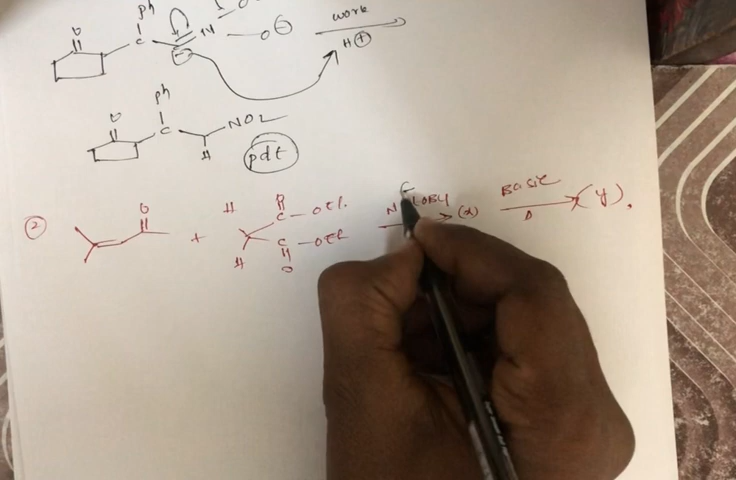 Ph
O
C
N
O⊖
work
H⊕
O
Ph
C
NO2
H
pdt
② O + H H C O OEt C O OEt (x) Basic Δ (y).